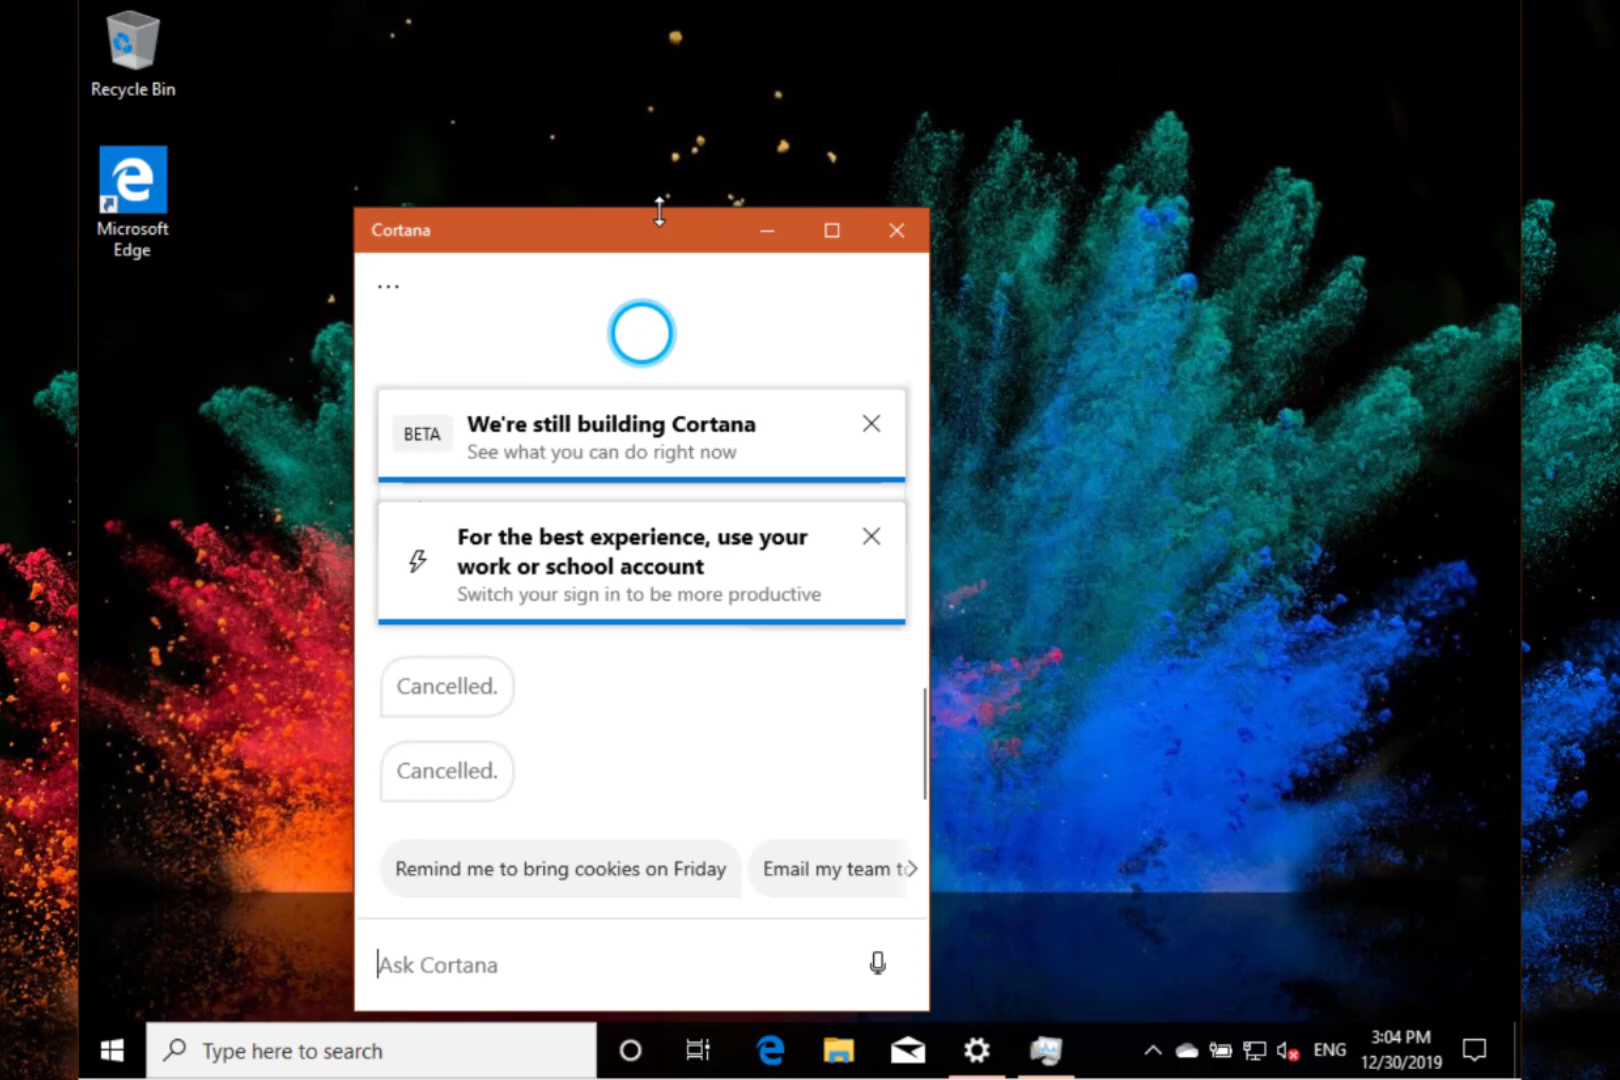 Recycle Bin
Microsoft
Edge
Cortana
...
BETA
We're still building Cortana
See what you can do right now
For the best experience, use your
work or school account
Switch your sign in to be more productive
Cancelled.
Cancelled.
Remind me to bring cookies on Friday
Email my team to
Ask Cortana
Type here to search
ENG
3:04 PM
12/30/2019